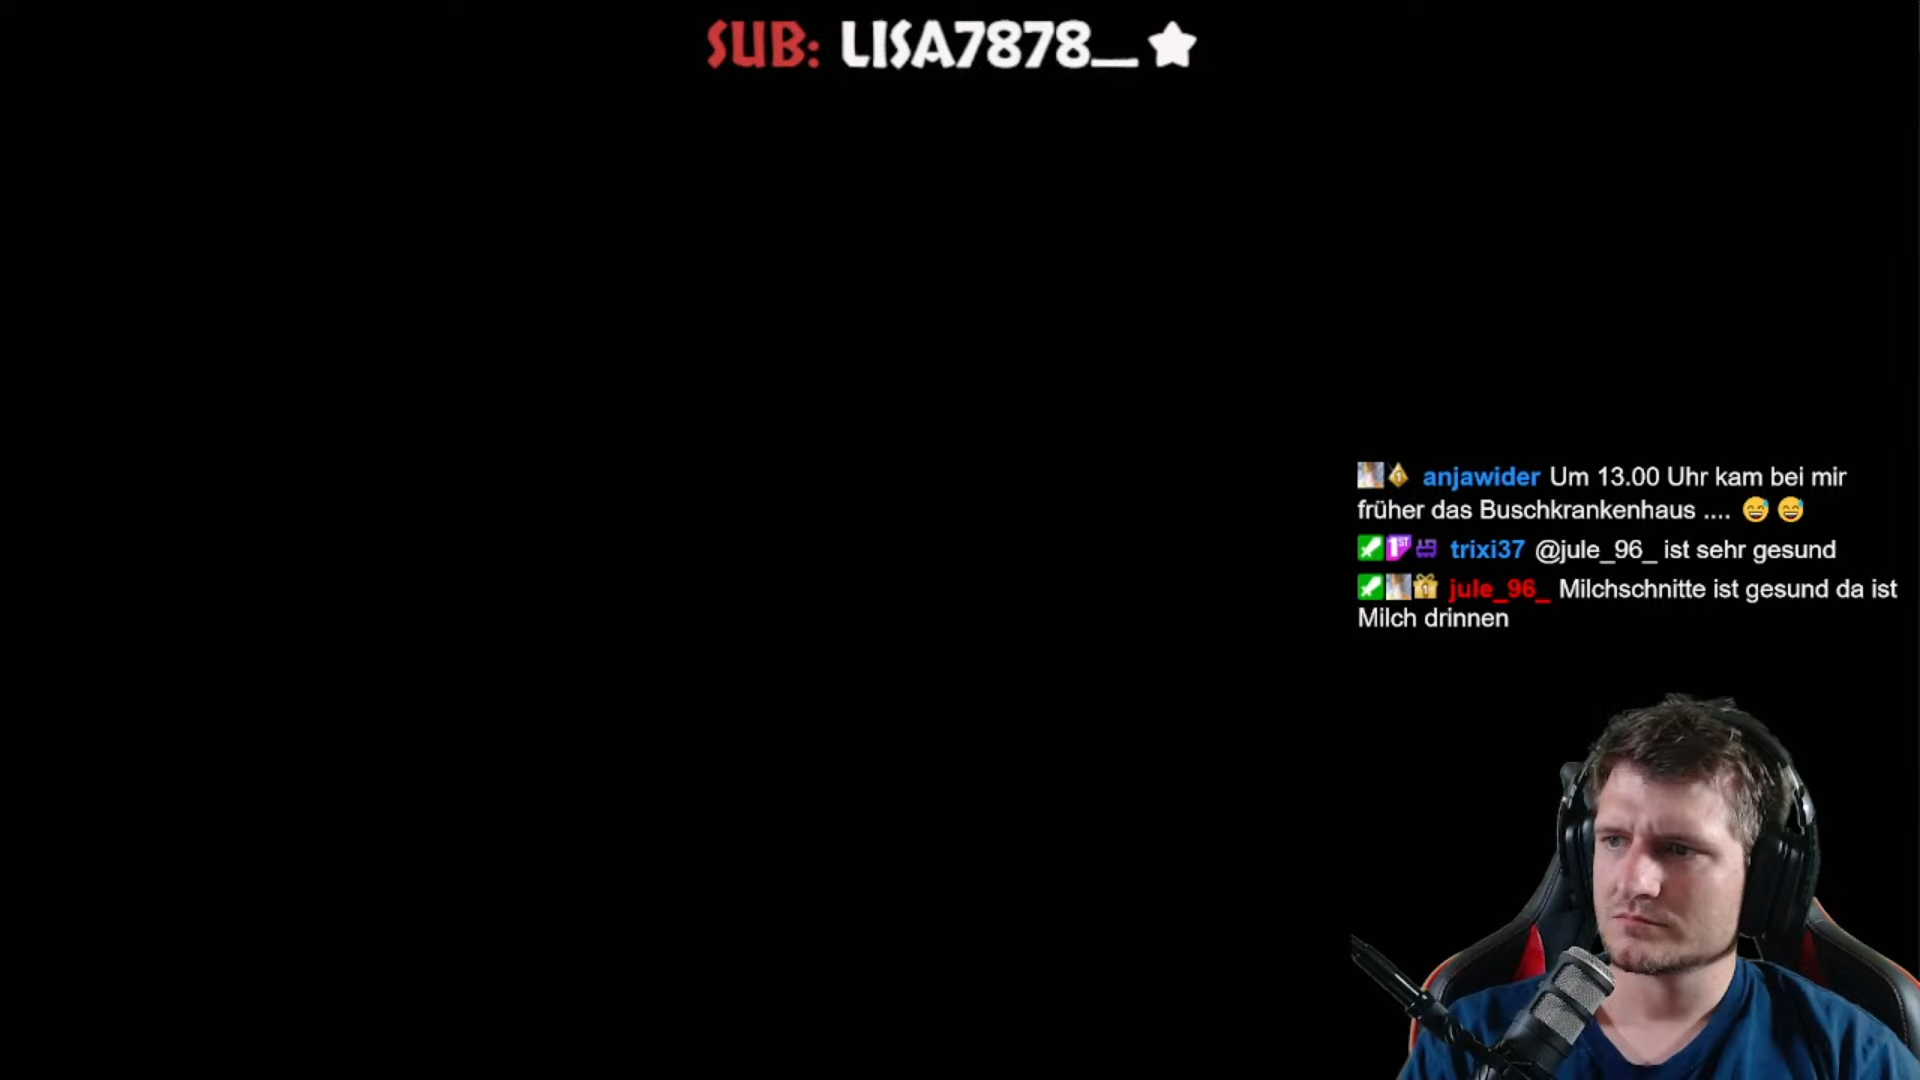 SUB: LISA7878__
anjawider Um 13.00 Uhr kam bei mir
früher das Buschkrankenhaus .... 😅 😅
trixi37 @jule_96_ ist sehr gesund
jule_96_ Milchschnitte ist gesund da ist
Milch drinnen